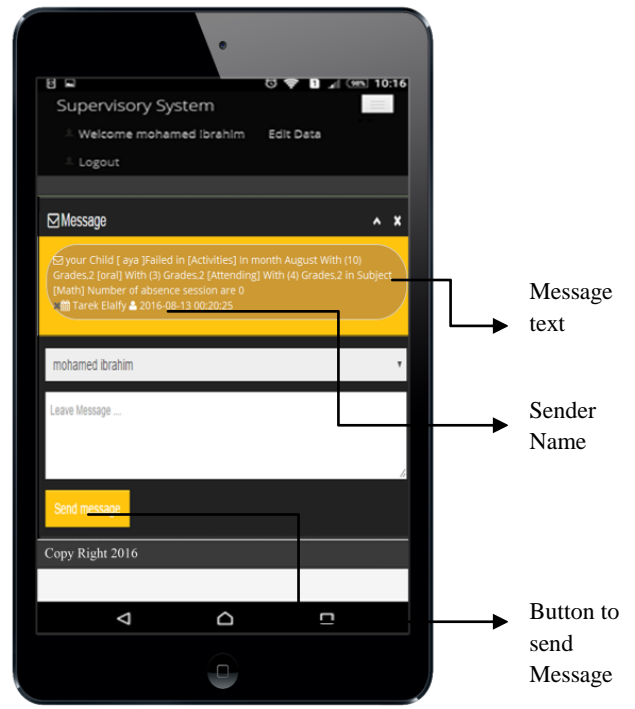 98% 10:16
Supervisory System
Welcome mohamed ibrahim Edit Data
Logout
Message
your Child [ aya ]Failed in [Activities] In month August With (10)
Grades,2 [oral] With (3) Grades,2 [Attending] With (4) Grades,2 in Subject
[Math] Number of absence session are 0
Tarek Elalfy 2016-08-13 00:20:25
mohamed ibrahim
Leave Message ....
Send message
Copy Right 2016
Message
text
Sender
Name
Button to
send
Message